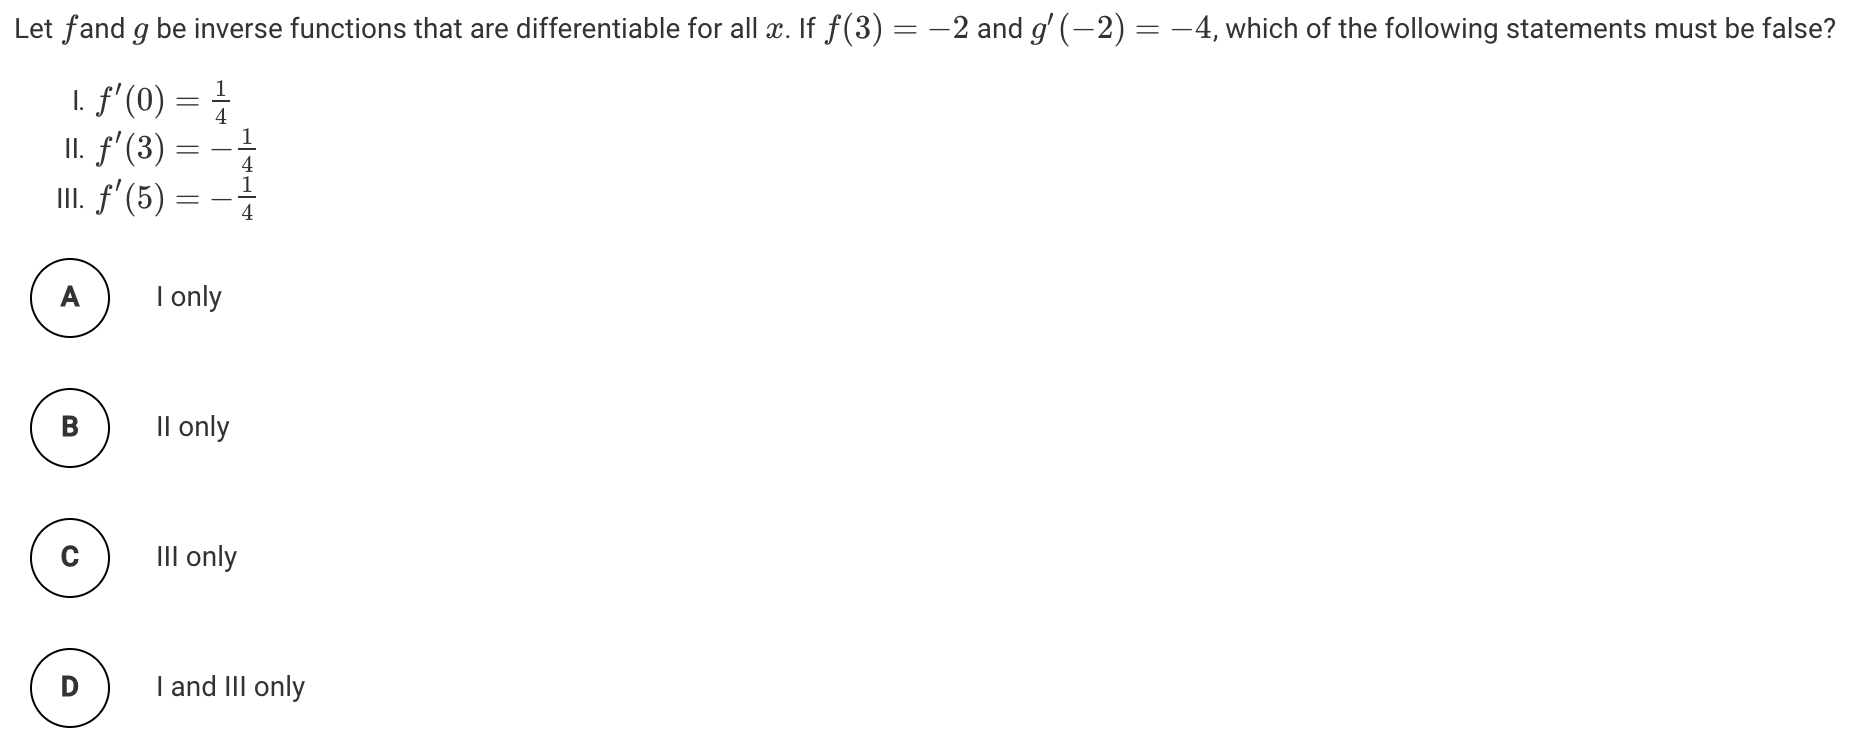 Let f and g be inverse functions that are differentiable for all x. If f(3) = −2 and g′(−2) = −4, which of the following statements must be false?
I. f′(0) = 1/4
II. f′(3) = −1/4
III. f′(5) = −1/4
A I only
B II only
C III only
D I and III only